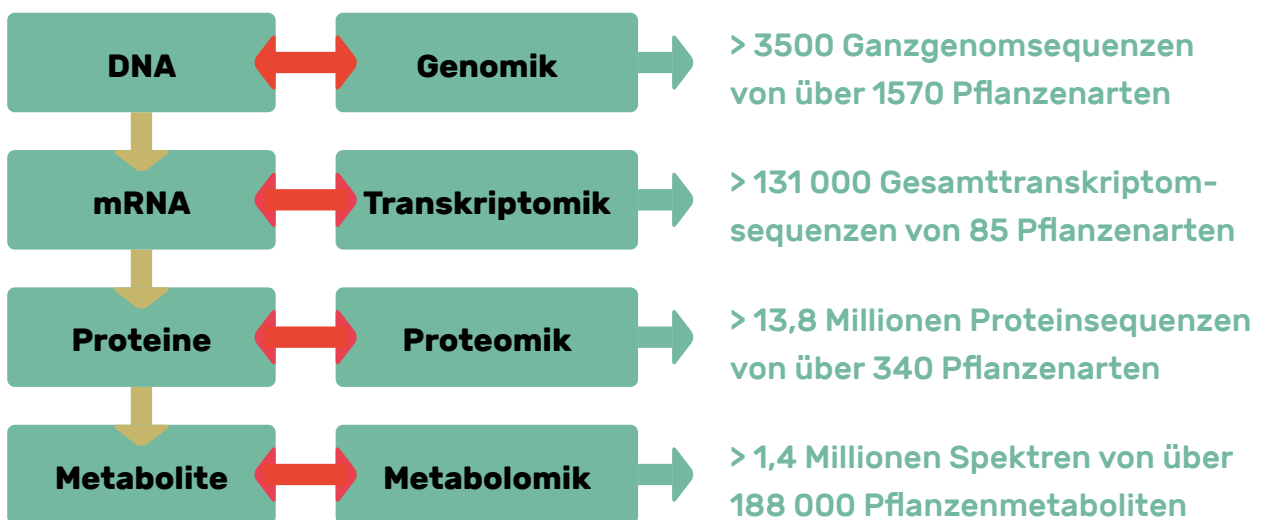 DNA
Genomik
> 3500 Ganzgenomsequenzen
von über 1570 Pflanzenarten
mRNA
Transkriptomik
> 131 000 Gesamttranskriptom-
sequenzen von 85 Pflanzenarten
Proteine
Proteomik
> 13,8 Millionen Proteinsequenzen
von über 340 Pflanzenarten
Metabolite
Metabolomik
> 1,4 Millionen Spektren von über
188 000 Pflanzenmetaboliten